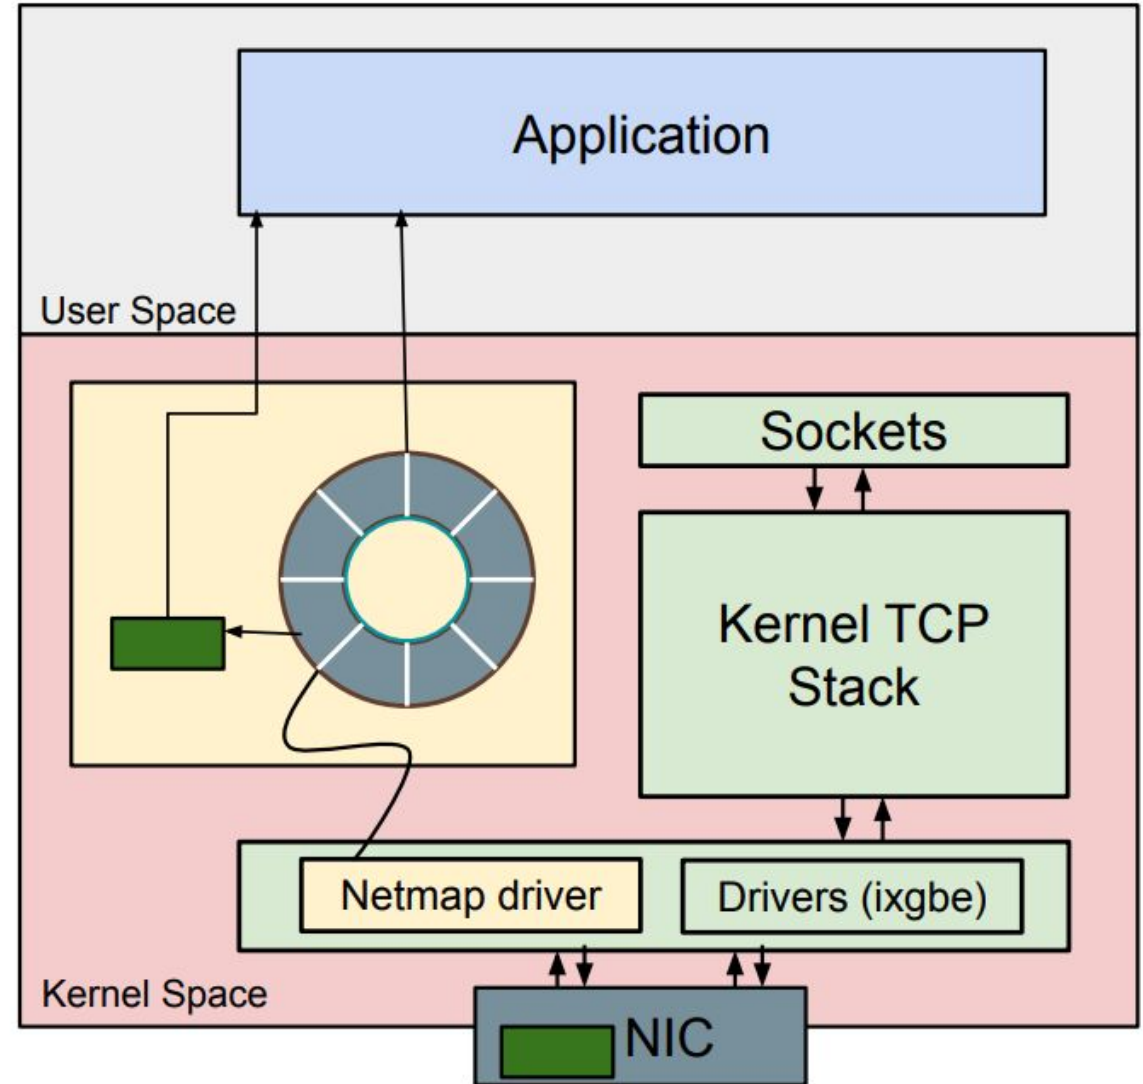 Application
User Space
Sockets
Kernel TCP
Stack
Netmap driver
Drivers (ixgbe)
Kernel Space
NIC